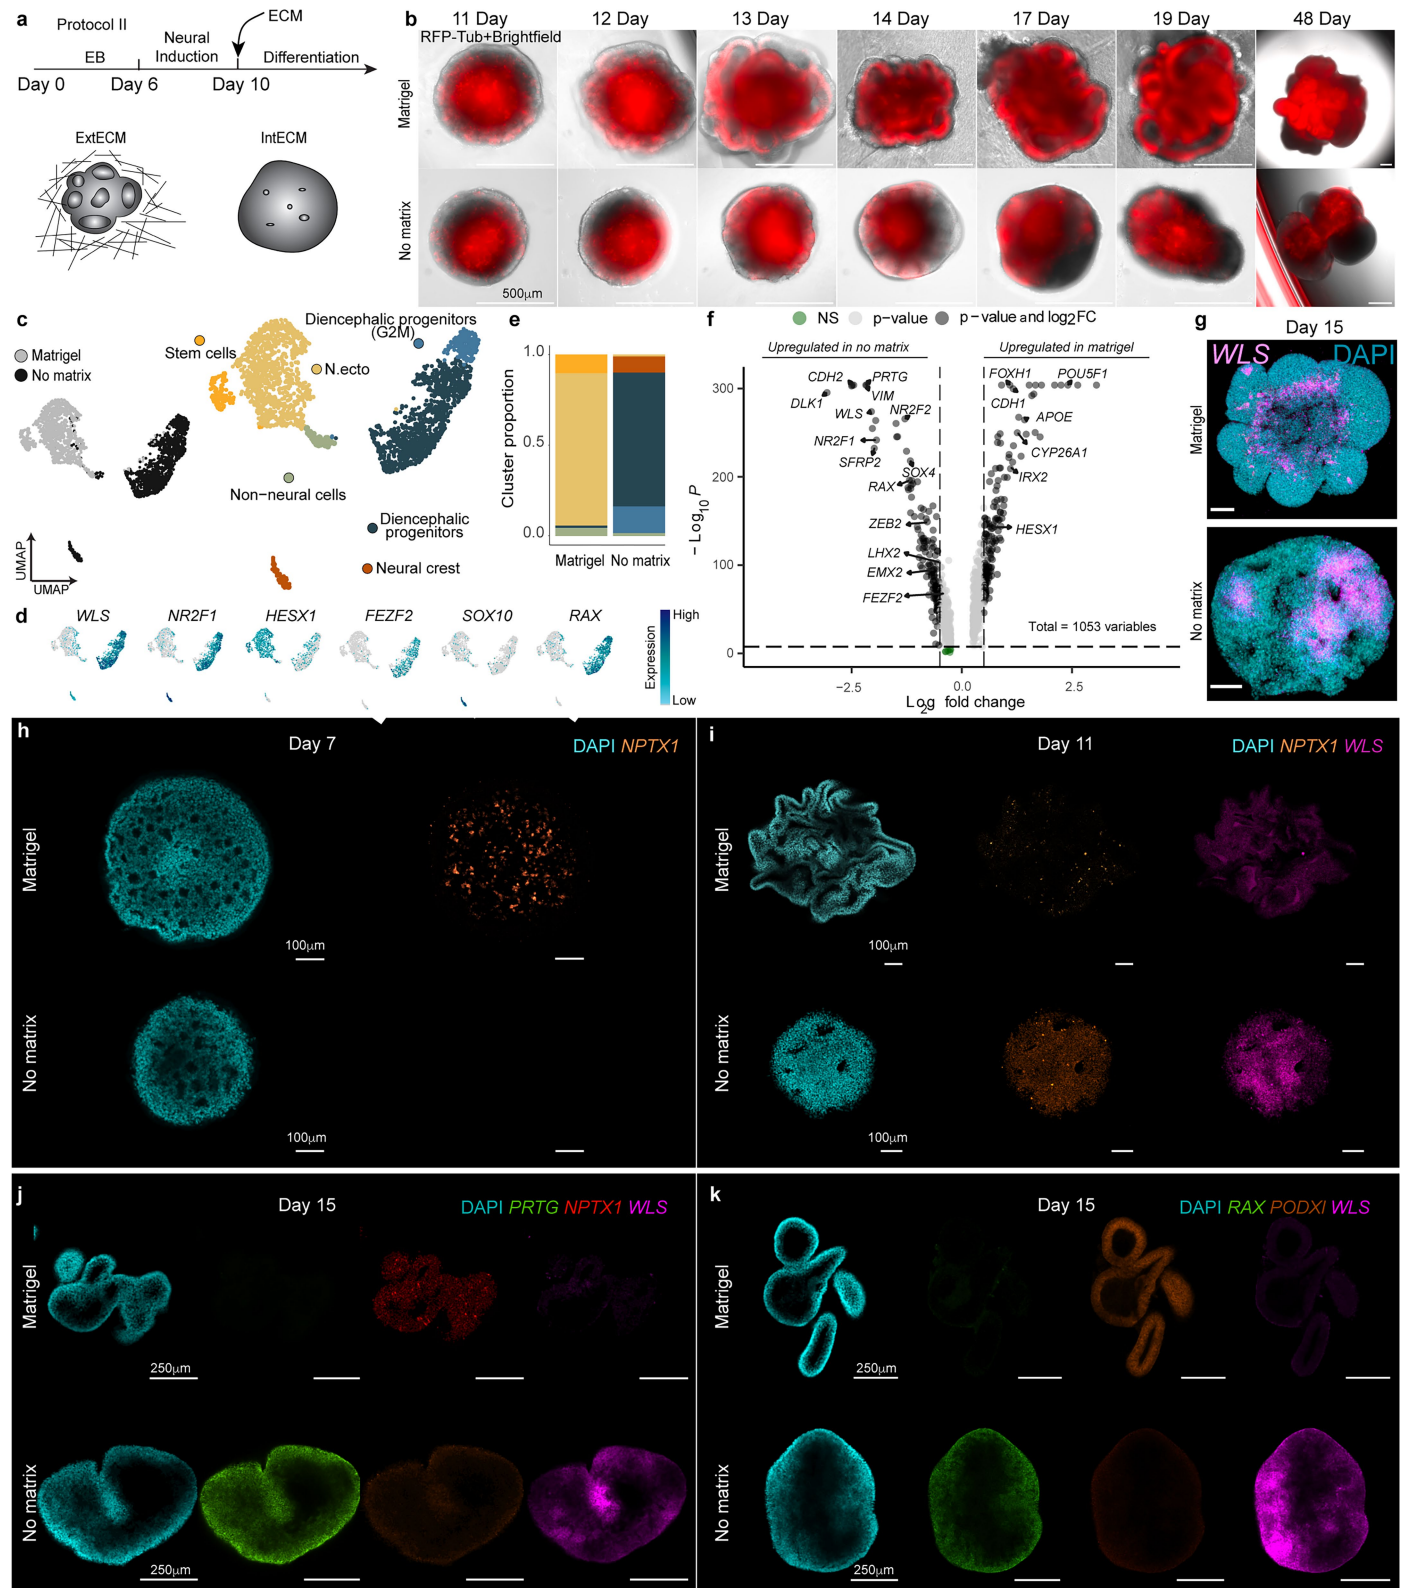 a
Protocol II
ECM
EB
Neural
Induction
Differentiation
Day 0
Day 6
Day 10
ExtECM
IntECM
b
11 Day
12 Day
13 Day
14 Day
17 Day
19 Day
48 Day
RFP-Tub+Brightfield
Matrigel
No matrix
500μm
c
Matrigel
No matrix
Stem cells
N.ecto
Diencephalic progenitors
(G2M)
Non-neural cells
Diencephalic
progenitors
Neural crest
UMAP
UMAP
d
WLS
NR2F1
HESX1
FEZF2
SOX10
RAX
Expression
High
Low
e
Cluster proportion
1.0
0.5
0.0
Matrigel
No matrix
f
NS
p-value
p-value and log2FC
Upregulated in no matrix
Upregulated in matrigel
CDH2
PRTG
DLK1
VIM
WLS
NR2F2
NR2F1
SFRP2
SOX4
RAX
ZEB2
LHX2
EMX2
FEZF2
FOXH1
POU5F1
CDH1
APOE
CYP26A1
IRX2
HESX1
Total = 1053 variables
– Log10 P
300
200
100
0
−2.5
0.0
2.5
Log2 fold change
g
Day 15
WLS
DAPI
Matrigel
No matrix
h
Day 7
DAPI NPTX1
Matrigel
100μm
No matrix
100μm
i
Day 11
DAPI NPTX1 WLS
Matrigel
100μm
No matrix
100μm
j
Day 15
DAPI PRTG NPTX1 WLS
Matrigel
250μm
No matrix
250μm
k
Day 15
DAPI RAX PODXl WLS
Matrigel
250μm
No matrix
250μm